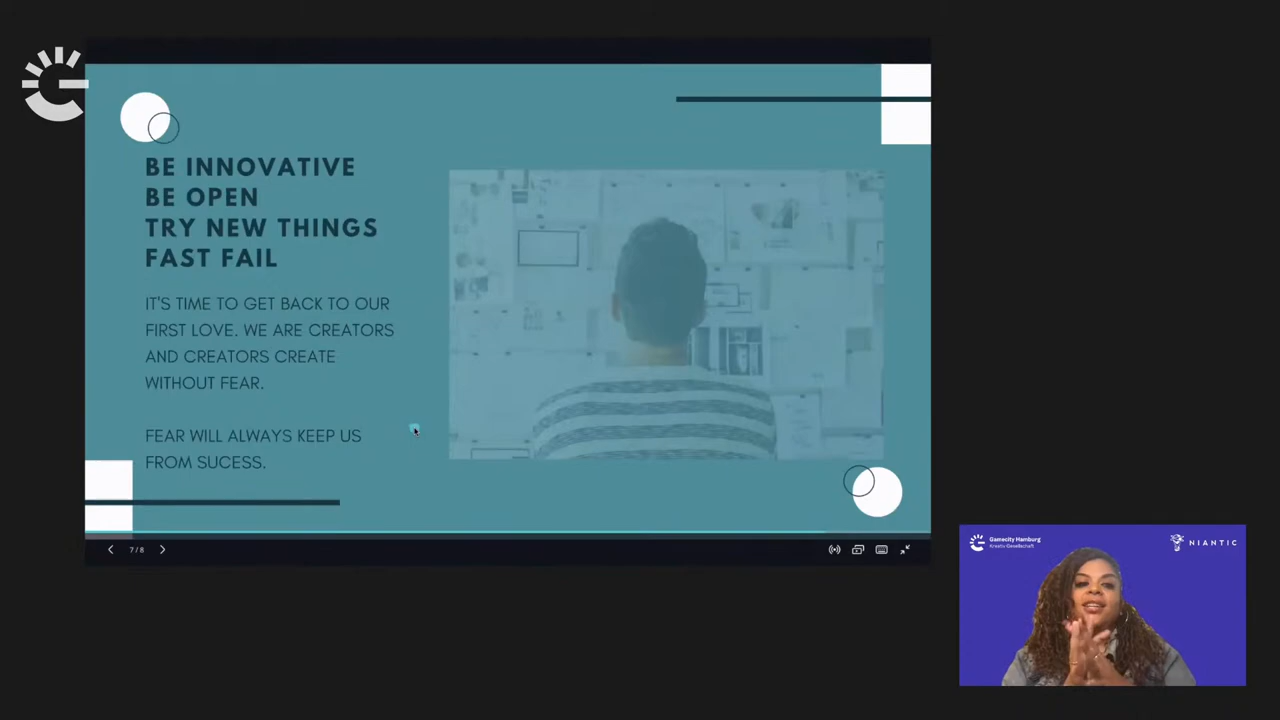 BE INNOVATIVE
BE OPEN
TRY NEW THINGS
FAST FAIL
IT'S TIME TO GET BACK TO OUR
FIRST LOVE. WE ARE CREATORS
AND CREATORS CREATE
WITHOUT FEAR.
FEAR WILL ALWAYS KEEP US
FROM SUCESS.
7/8
Gamecity Hamburg
Kreativ Gesellschaft
NIANTIC